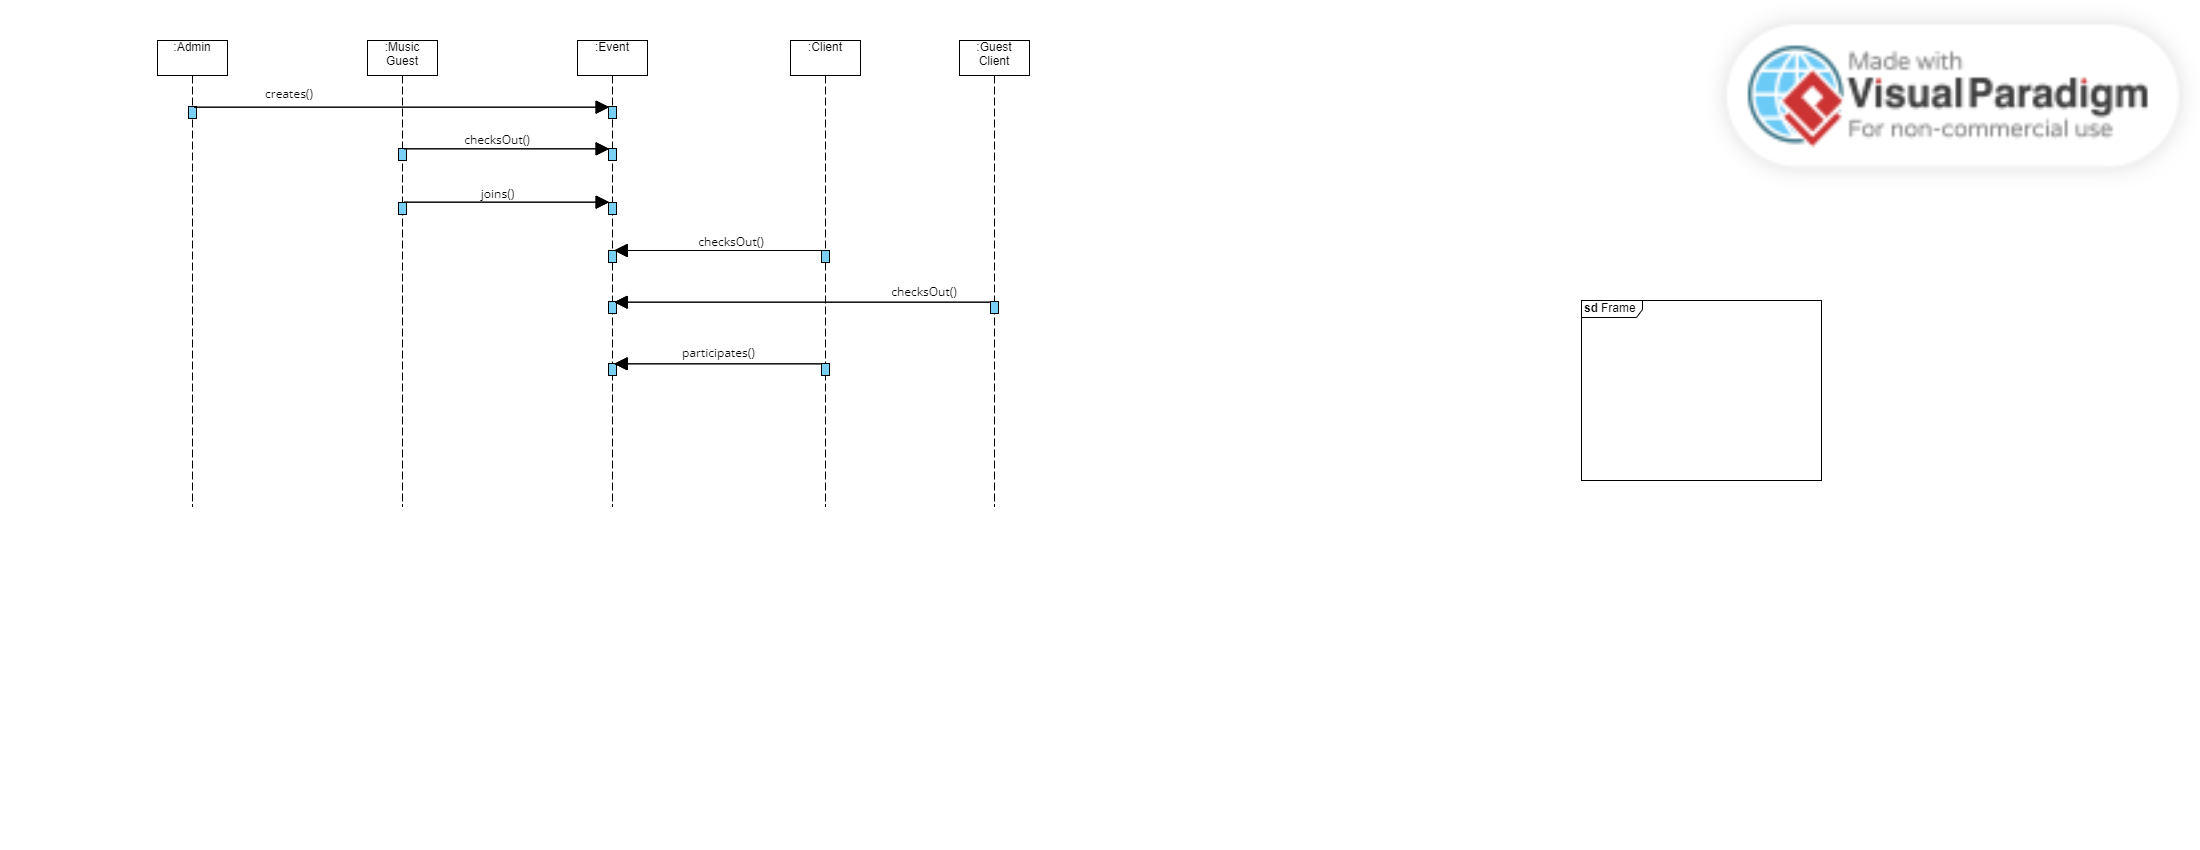 :Admin
:Music
Guest
:Event
:Client
:Guest
Client
Made with
Visual Paradigm
For non-commercial use
creates()
checksOut()
joins()
checksOut()
checksOut()
sd Frame
participates()